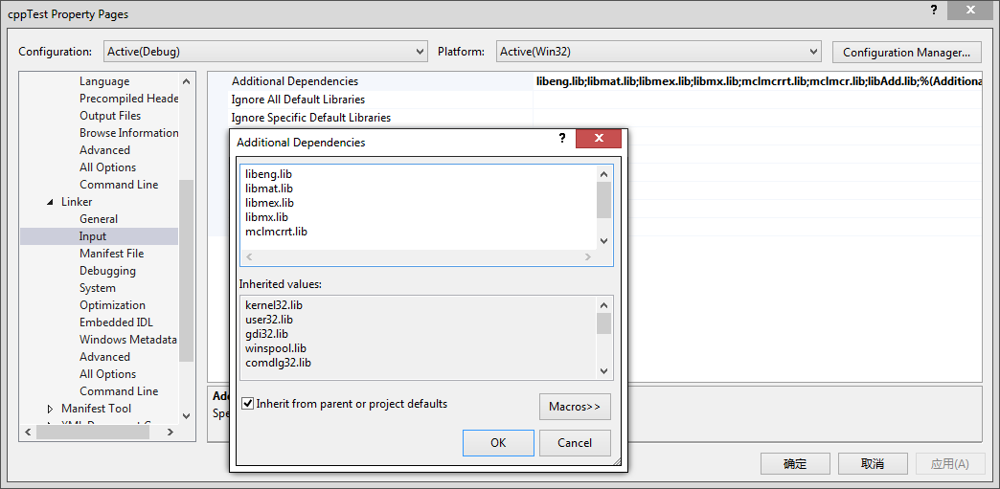 cppTest Property Pages
Configuration: Active(Debug) Platform: Active(Win32) Configuration Manager...
Language
Precompiled Heade
Output Files
Browse Information
Advanced
All Options
Command Line
Linker
General
Input
Manifest File
Debugging
System
Optimization
Embedded IDL
Windows Metadata
Advanced
All Options
Command Line
Manifest Tool
Additional Dependencies libeng.lib;libmat.lib;libmex.lib;libmx.lib;mclmcrrt.lib;mclmcr.lib;libAdd.lib;%(Additiona
Ignore All Default Libraries
Ignore Specific Default Libraries
Additional Dependencies
libeng.lib
libmat.lib
libmex.lib
libmx.lib
mclmcrrt.lib
Inherited values:
kernel32.lib
user32.lib
gdi32.lib
winspool.lib
comdlg32.lib
Inherit from parent or project defaults
Macros>>
OK Cancel
Ad
Spe
确定 取消 应用(A)